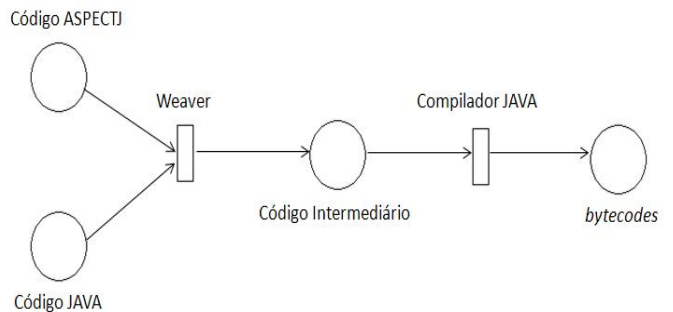 Código ASPECTJ
Weaver
Compilador JAVA
Código Intermediário
bytecodes
Código JAVA